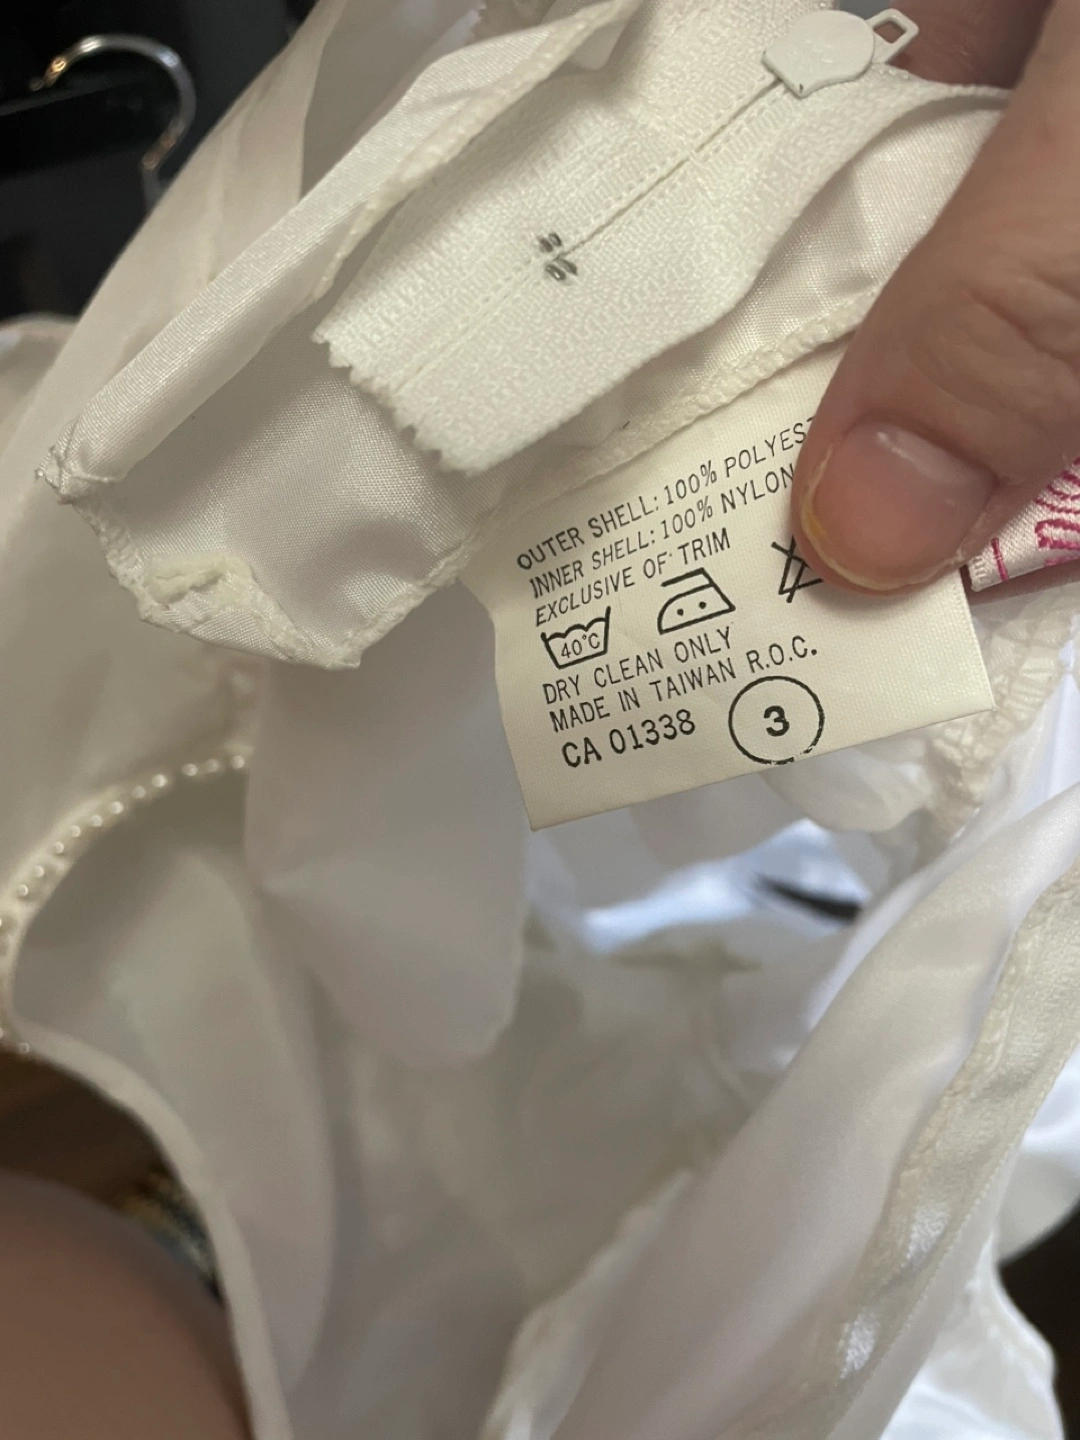 OUTER SHELL: 100% POLYEST
INNER SHELL: 100% NYLON
EXCLUSIVE OF TRIM
40°C
DRY CLEAN ONLY
MADE IN TAIWAN R.O.C.
CA 01338 3